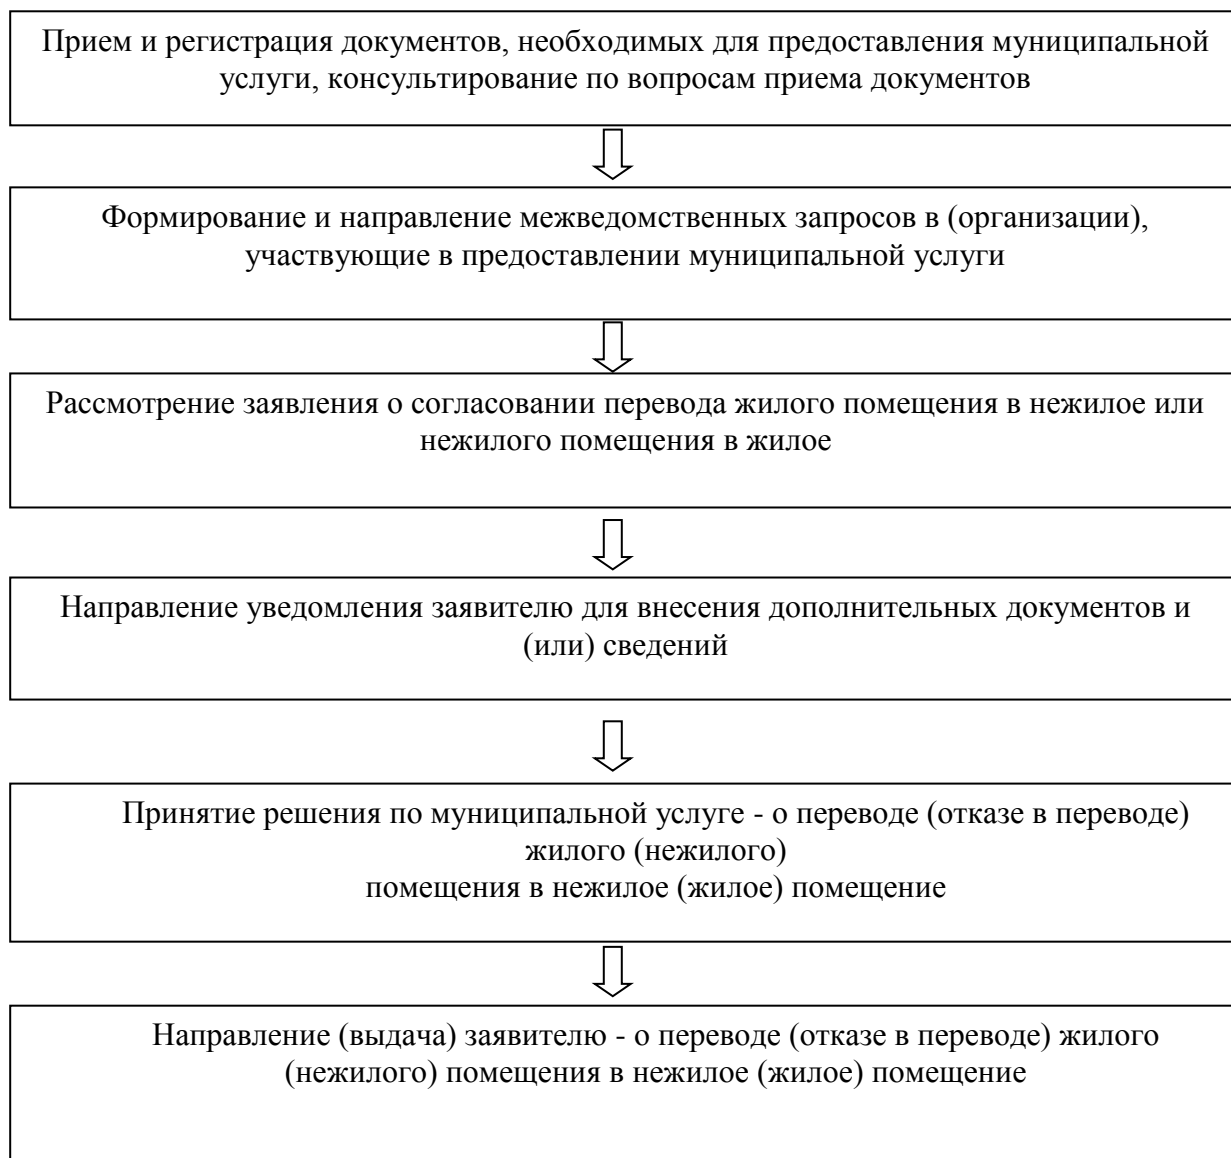 Прием и регистрация документов, необходимых для предоставления муниципальной
услуги, консультирование по вопросам приема документов
Формирование и направление межведомственных запросов в (организации),
участвующие в предоставлении муниципальной услуги
Рассмотрение заявления о согласовании перевода жилого помещения в нежилое или
нежилого помещения в жилое
Направление уведомления заявителю для внесения дополнительных документов и
(или) сведений
Принятие решения по муниципальной услуге - о переводе (отказе в переводе)
жилого (нежилого)
помещения в нежилое (жилое) помещение
Направление (выдача) заявителю - о переводе (отказе в переводе) жилого
(нежилого) помещения в нежилое (жилое) помещение